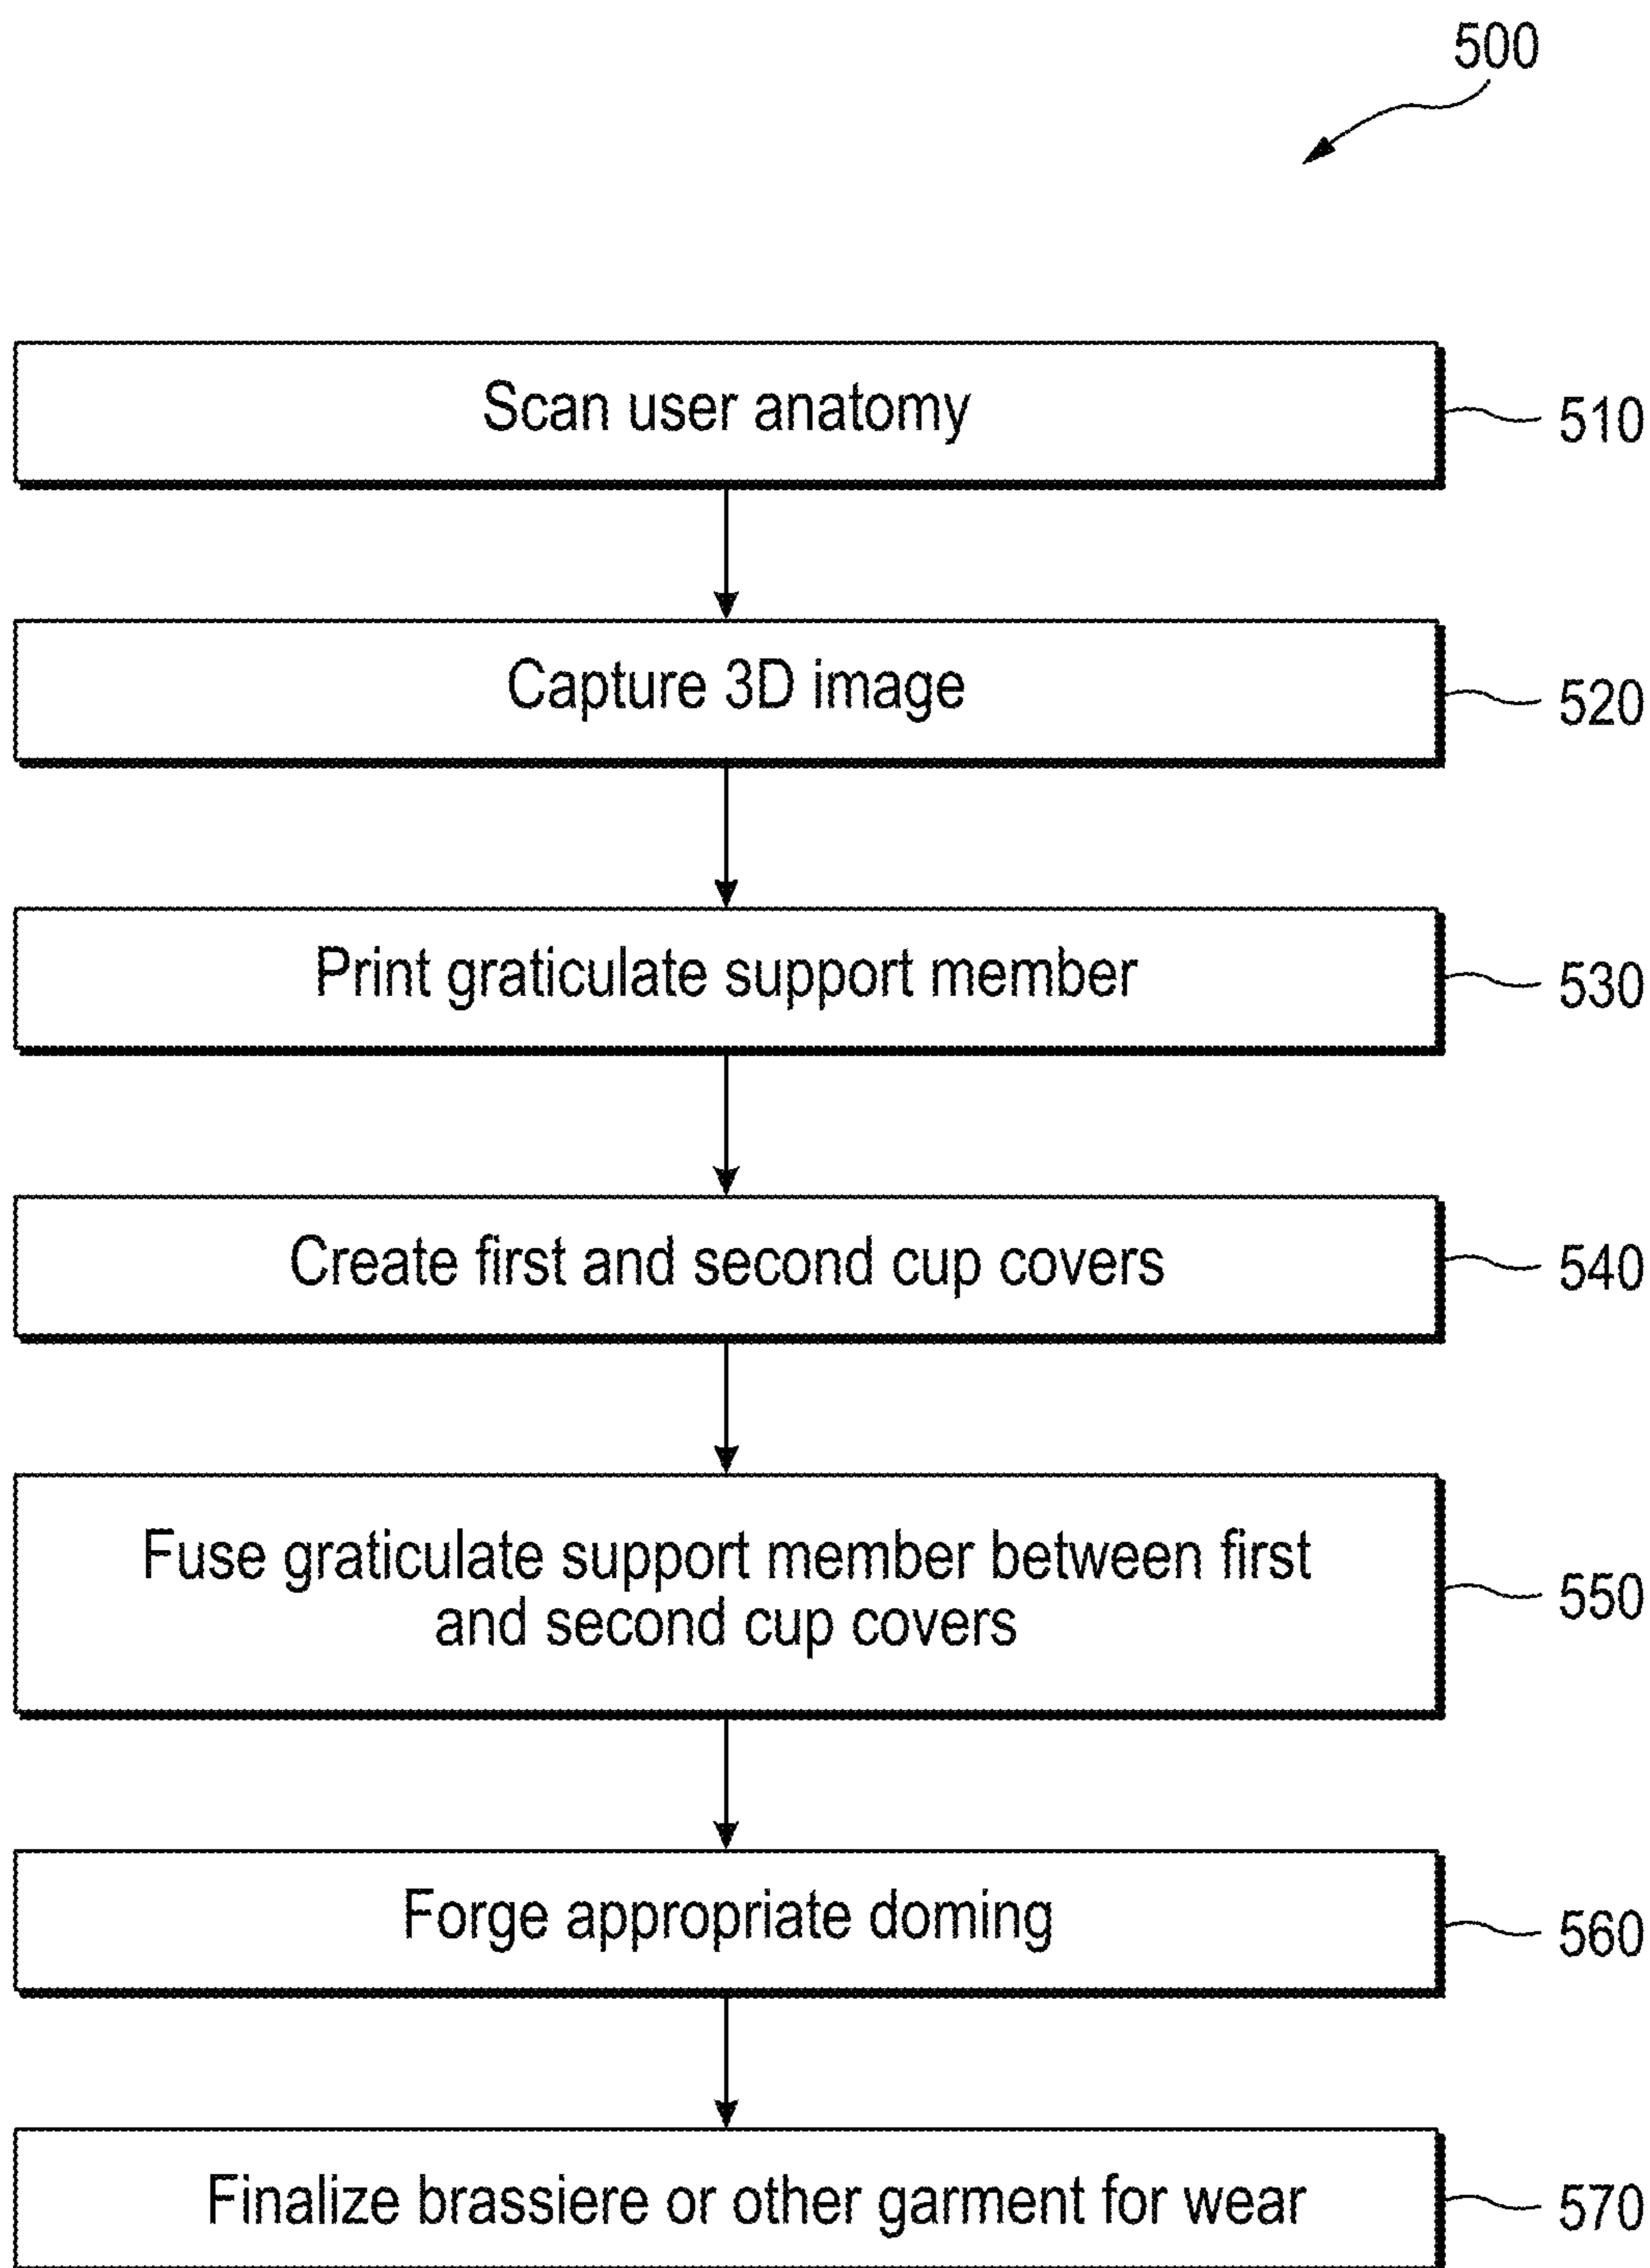 500
Scan user anatomy
510
Capture 3D image
520
Print graticulate support member
530
Create first and second cup covers
540
Fuse graticulate support member between first
and second cup covers
550
Forge appropriate doming
560
Finalize brassiere or other garment for wear
570